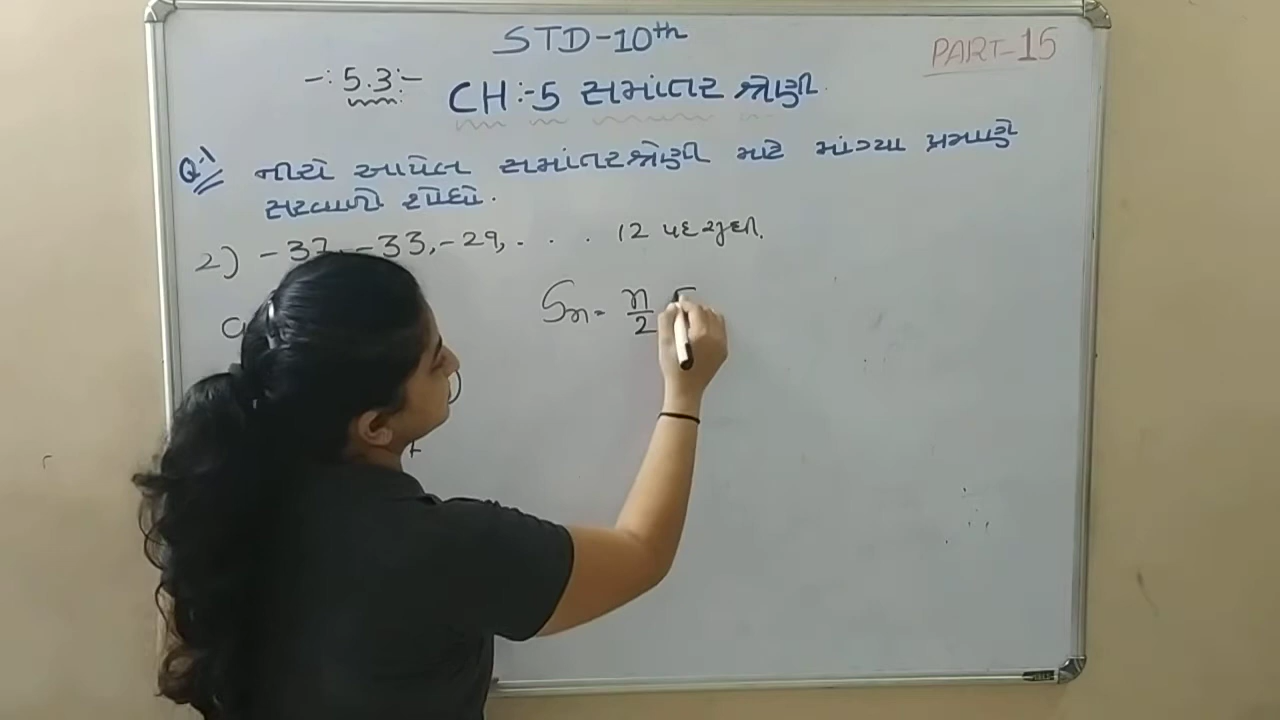 STD-10th
PART-15
-:5.3:-
CH:-5 સમાંતર શ્રેણી
Q-1 નીચે આપેલ સમાંતરશ્રેણી માટે માંગ્યા પ્રમાણે
સરવાળો શોધો.
2) -37, -33, -29, . . . 12 પદ સુધી.
Sn = n/2 [